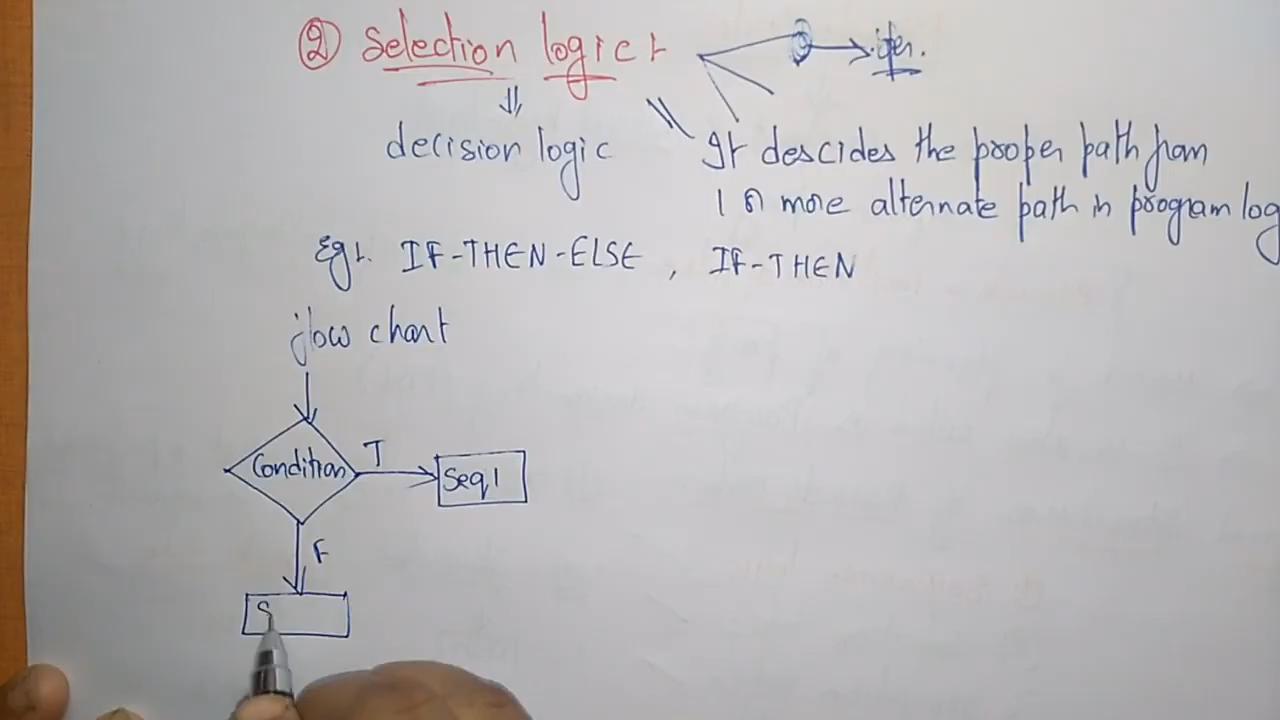 ② Selection logic :
decision logic
It descides the proper path from
1 or more alternate path in program log
Eg:. IF-THEN-ELSE , IF-THEN
flow chart
Condition
T
Seq1
F
S